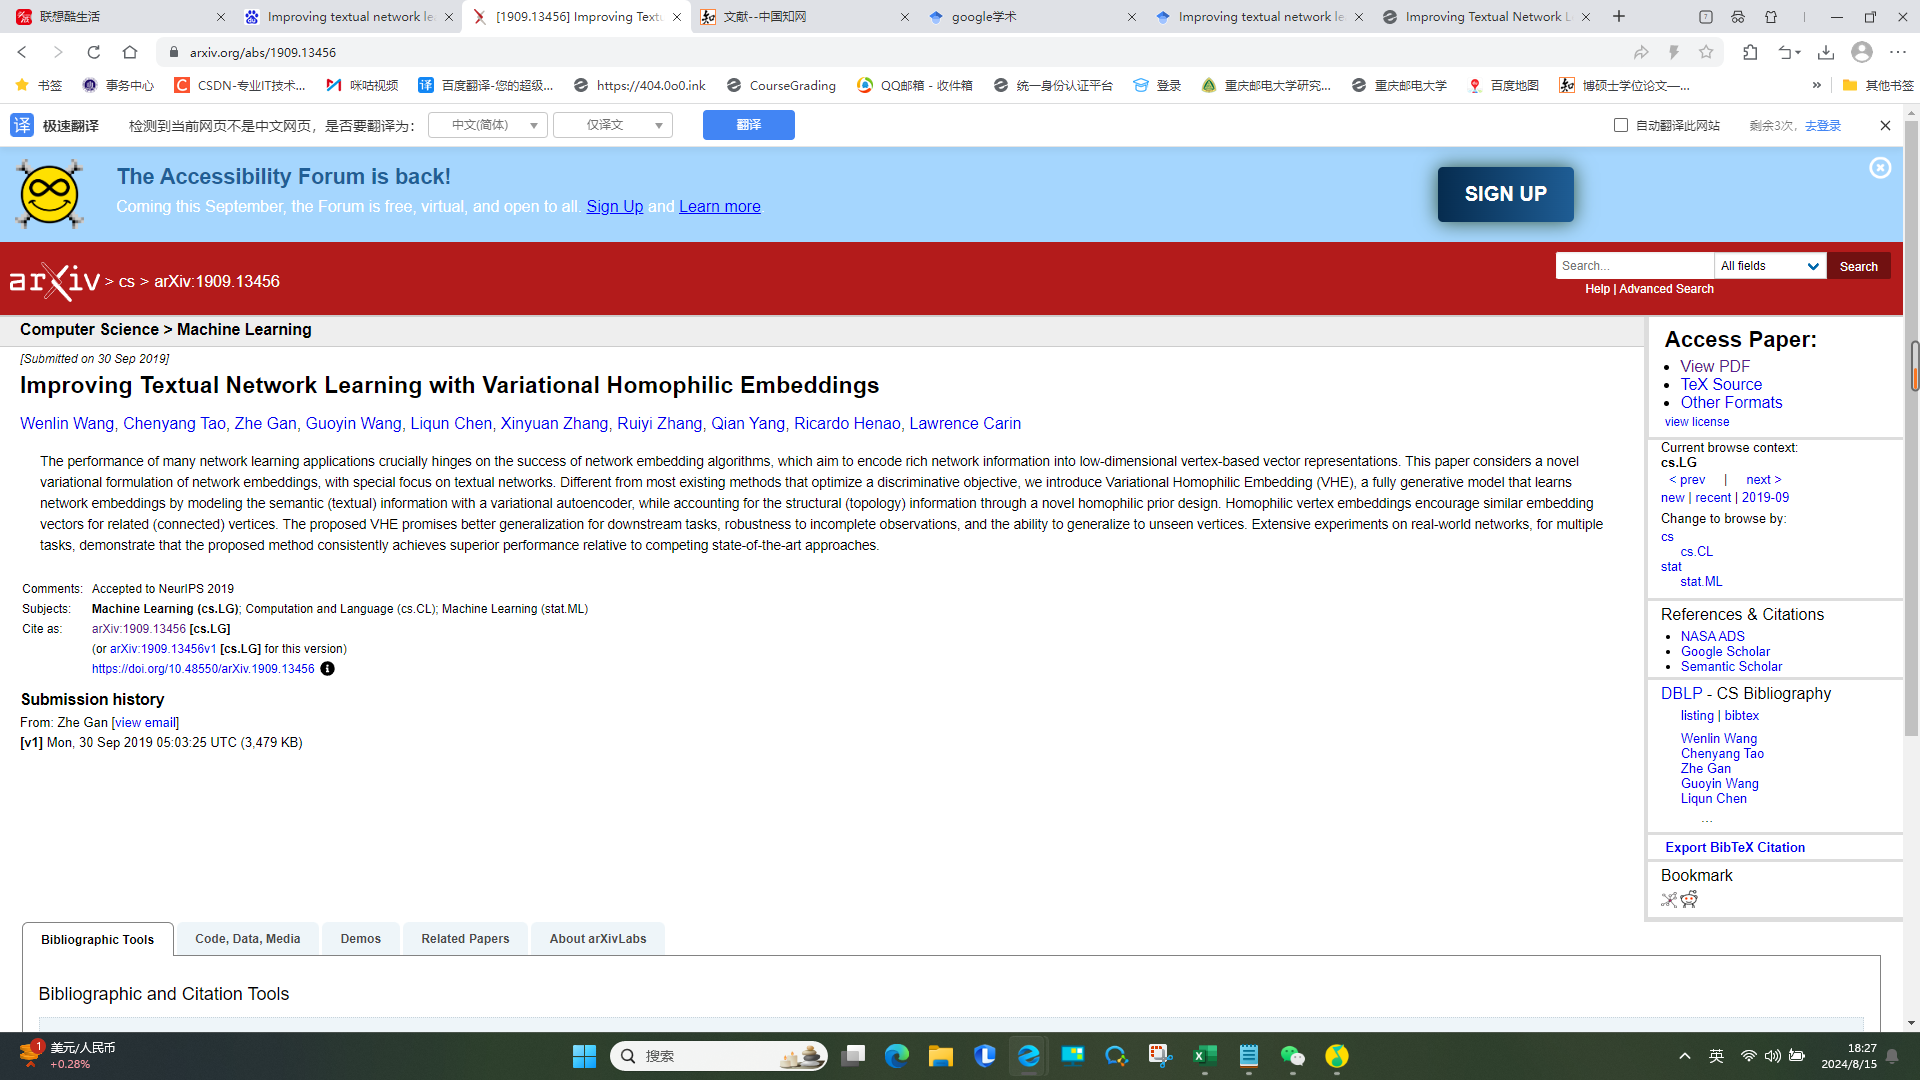 联想酷生活
Improving textual network le
[1909.13456] Improving Textu
文献--中国知网
google学术
Improving textual network le
Improving Textual Network L
arxiv.org/abs/1909.13456
书签
事务中心
CSDN-专业IT技术...
咪咕视频
百度翻译-您的超级...
https://404.0o0.ink
CourseGrading
QQ邮箱 - 收件箱
统一身份认证平台
登录
重庆邮电大学研究...
重庆邮电大学
百度地图
博硕士学位论文—...
»
其他书签
译 极速翻译
检测到当前网页不是中文网页，是否要翻译为：
中文(简体)
仅译文
翻译
自动翻译此网站
剩余3次，去登录
The Accessibility Forum is back!
Coming this September, the Forum is free, virtual, and open to all. Sign Up and Learn more
SIGN UP
arXiv > cs > arXiv:1909.13456
Search...
All fields
Search
Help | Advanced Search
Computer Science > Machine Learning
[Submitted on 30 Sep 2019]
Improving Textual Network Learning with Variational Homophilic Embeddings
Wenlin Wang, Chenyang Tao, Zhe Gan, Guoyin Wang, Liqun Chen, Xinyuan Zhang, Ruiyi Zhang, Qian Yang, Ricardo Henao, Lawrence Carin
The performance of many network learning applications crucially hinges on the success of network embedding algorithms, which aim to encode rich network information into low-dimensional vertex-based vector representations. This paper considers a novel
variational formulation of network embeddings, with special focus on textual networks. Different from most existing methods that optimize a discriminative objective, we introduce Variational Homophilic Embedding (VHE), a fully generative model that learns
network embeddings by modeling the semantic (textual) information with a variational autoencoder, while accounting for the structural (topology) information through a novel homophilic prior design. Homophilic vertex embeddings encourage similar embedding
vectors for related (connected) vertices. The proposed VHE promises better generalization for downstream tasks, robustness to incomplete observations, and the ability to generalize to unseen vertices. Extensive experiments on real-world networks, for multiple
tasks, demonstrate that the proposed method consistently achieves superior performance relative to competing state-of-the-art approaches.
Comments: Accepted to NeurIPS 2019
Subjects: Machine Learning (cs.LG); Computation and Language (cs.CL); Machine Learning (stat.ML)
Cite as: arXiv:1909.13456 [cs.LG]
(or arXiv:1909.13456v1 [cs.LG] for this version)
https://doi.org/10.48550/arXiv.1909.13456
Submission history
From: Zhe Gan [view email]
[v1] Mon, 30 Sep 2019 05:03:25 UTC (3,479 KB)
Access Paper:
View PDF
TeX Source
Other Formats
view license
Current browse context:
cs.LG
< prev | next >
new | recent | 2019-09
Change to browse by:
cs
cs.CL
stat
stat.ML
References & Citations
NASA ADS
Google Scholar
Semantic Scholar
DBLP - CS Bibliography
listing | bibtex
Wenlin Wang
Chenyang Tao
Zhe Gan
Guoyin Wang
Liqun Chen
...
Export BibTeX Citation
Bookmark
Bibliographic Tools
Code, Data, Media
Demos
Related Papers
About arXivLabs
Bibliographic and Citation Tools
1
美元/人民币
+0.28%
搜索
英
18:27
2024/8/15